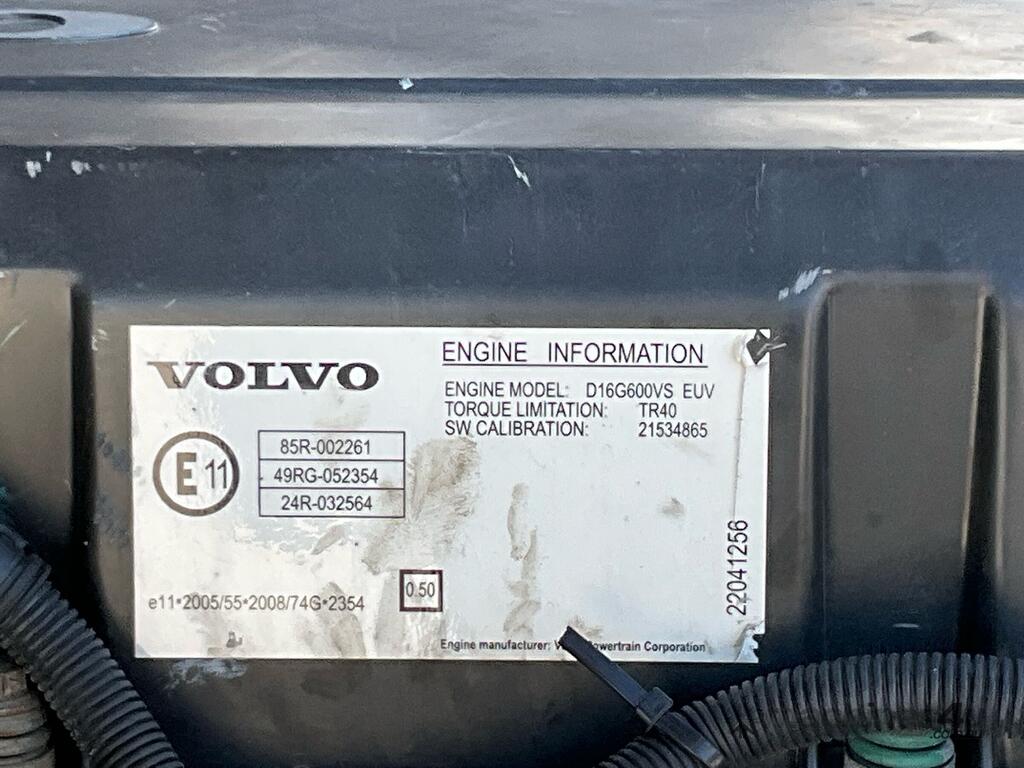 VOLVO
ENGINE INFORMATION
ENGINE MODEL: D16G600VS EUV
TORQUE LIMITATION: TR40
SW CALIBRATION: 21534865
E 11
85R-002261
49RG-052354
24R-032564
22041256
0.50
e11•2005/55•2008/74G•2354
Engine manufacturer: Powertrain Corporation